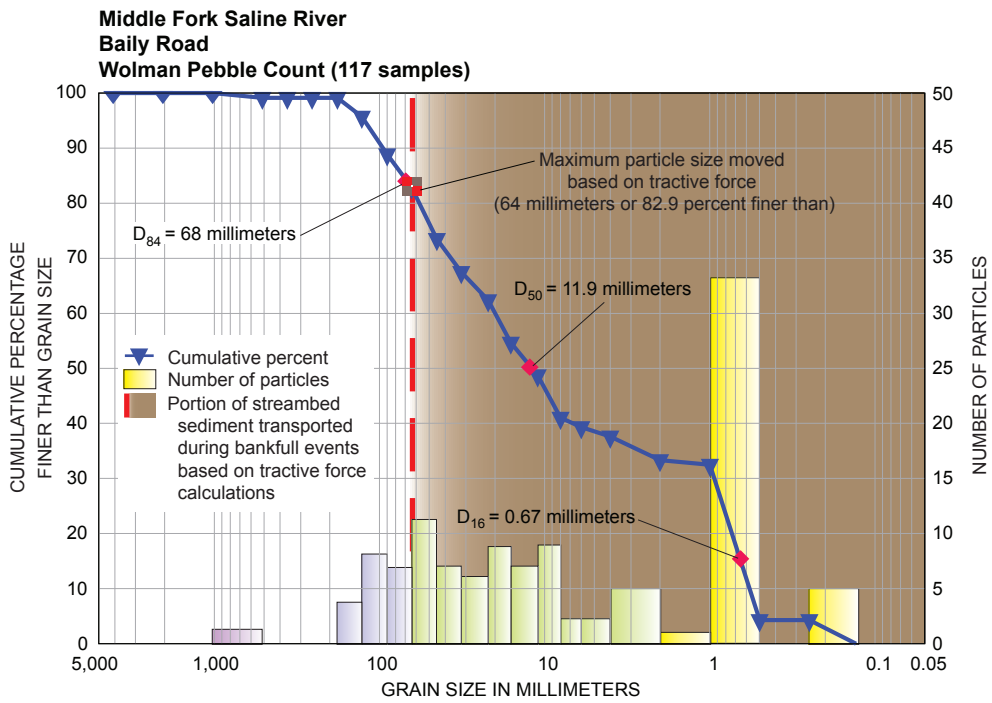 Middle Fork Saline River
Baily Road
Wolman Pebble Count (117 samples)
CUMULATIVE PERCENTAGE
FINER THAN GRAIN SIZE
100
90
80
70
60
50
40
30
20
10
0
Maximum particle size moved
based on tractive force
(64 millimeters or 82.9 percent finer than)
D84 = 68 millimeters
D50 = 11.9 millimeters
D16 = 0.67 millimeters
Cumulative percent
Number of particles
Portion of streambed
sediment transported
during bankfull events
based on tractive force
calculations
50
45
40
35
30
25
20
15
10
5
0
NUMBER OF PARTICLES
5,000 1,000 100 10 1 0.1 0.05
GRAIN SIZE IN MILLIMETERS